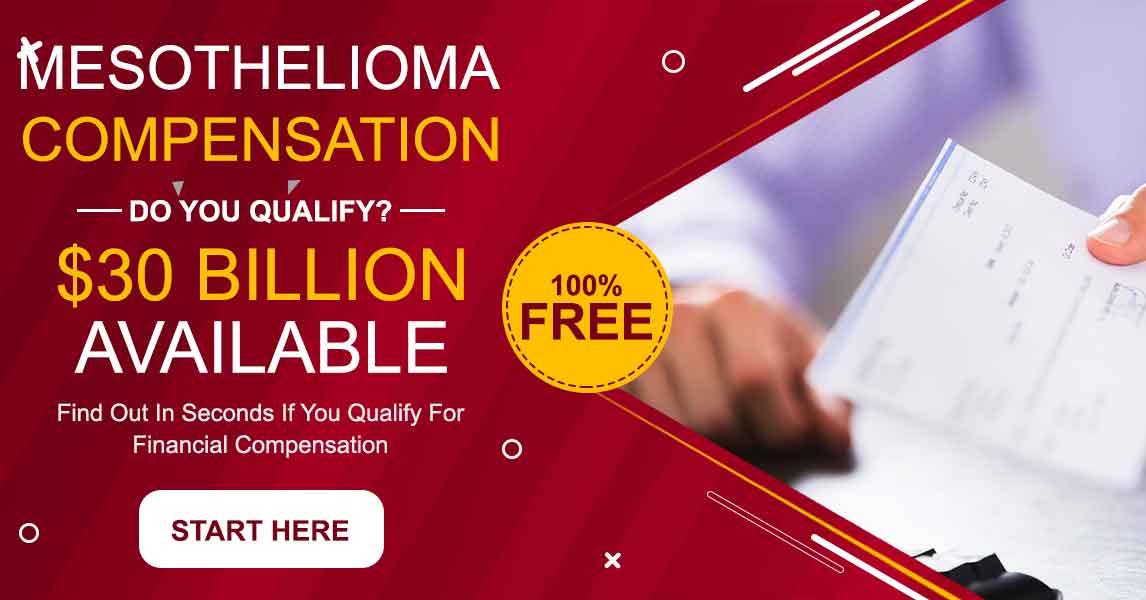 MESOTHELIOMA
COMPENSATION
DO YOU QUALIFY?
$30 BILLION
AVAILABLE
Find Out In Seconds If You Qualify For
Financial Compensation
START HERE
100%
FREE